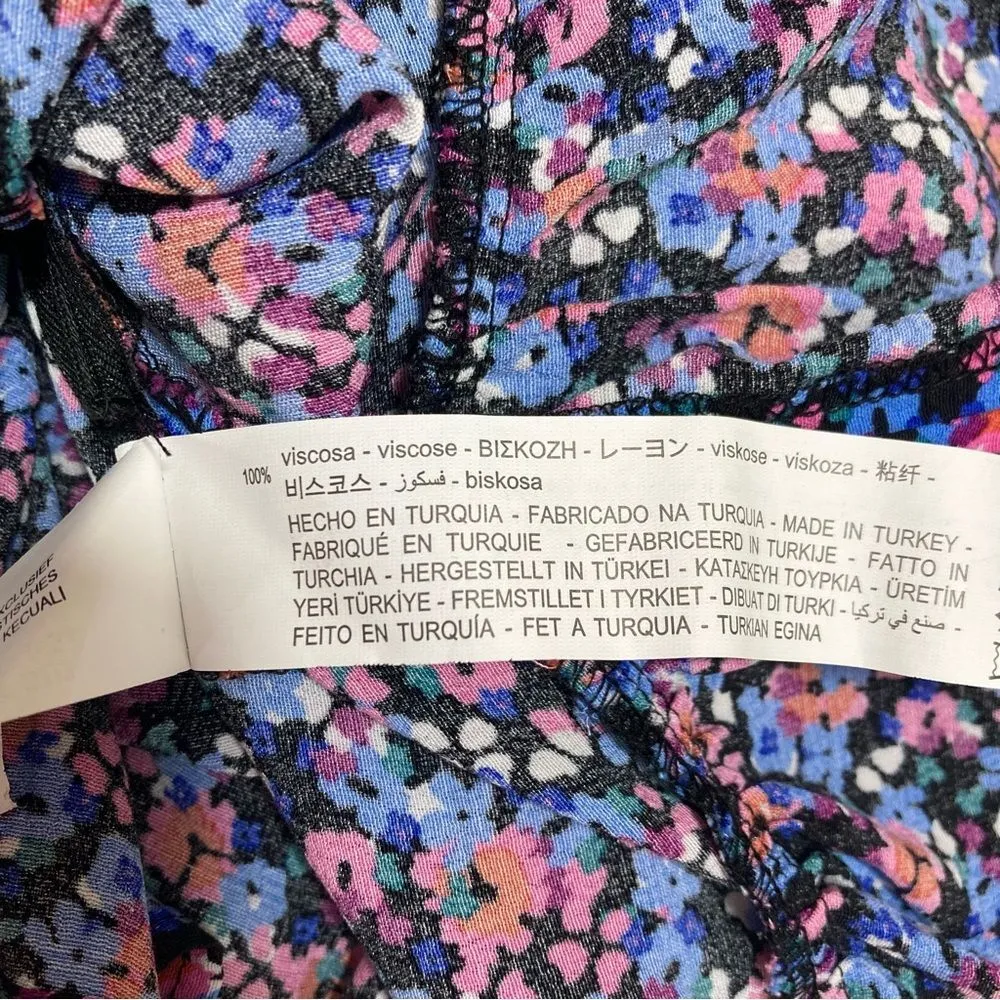 100% viscosa - viscose - ΒΙΣΚΟΖΗ - レーヨン - viskose - viskoza - 粘纤 -
비스코스 - فسكوز - biskosa
HECHO EN TURQUIA - FABRICADO NA TURQUIA - MADE IN TURKEY -
FABRIQUÉ EN TURQUIE - GEFABRICEERD IN TURKIJE - FATTO IN
TURCHIA - HERGESTELLT IN TÜRKEI - ΚΑΤΑΣΚΕΥΗ ΤΟΥΡΚΙΑ - ÜRETİM
YERİ TÜRKİYE - FREMSTILLET I TYRKIET - DIBUAT DI TURKI - صنع في تركيا -
FEITO EN TURQUÍA - FET A TURQUIA - TURKIAN EGINA
KECUALI